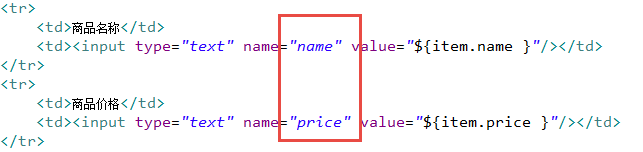 <tr>
<td>商品名称</td>
<td><input type="text" name="name" value="${item.name }"/></td>
</tr>
<tr>
<td>商品价格</td>
<td><input type="text" name="price" value="${item.price }"/></td>
</tr>